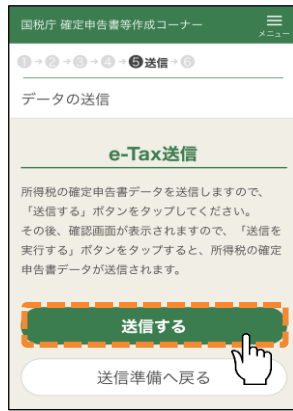 国税庁 確定申告書等作成コーナー
メニュー
1→2→3→4→5送信→6
データの送信
e-Tax送信
所得税の確定申告書データを送信しますので、
「送信する」ボタンをタップしてください。
その後、確認画面が表示されますので、「送信を
実行する」ボタンをタップすると、所得税の確定
申告書データが送信されます。
送信する
送信準備へ戻る